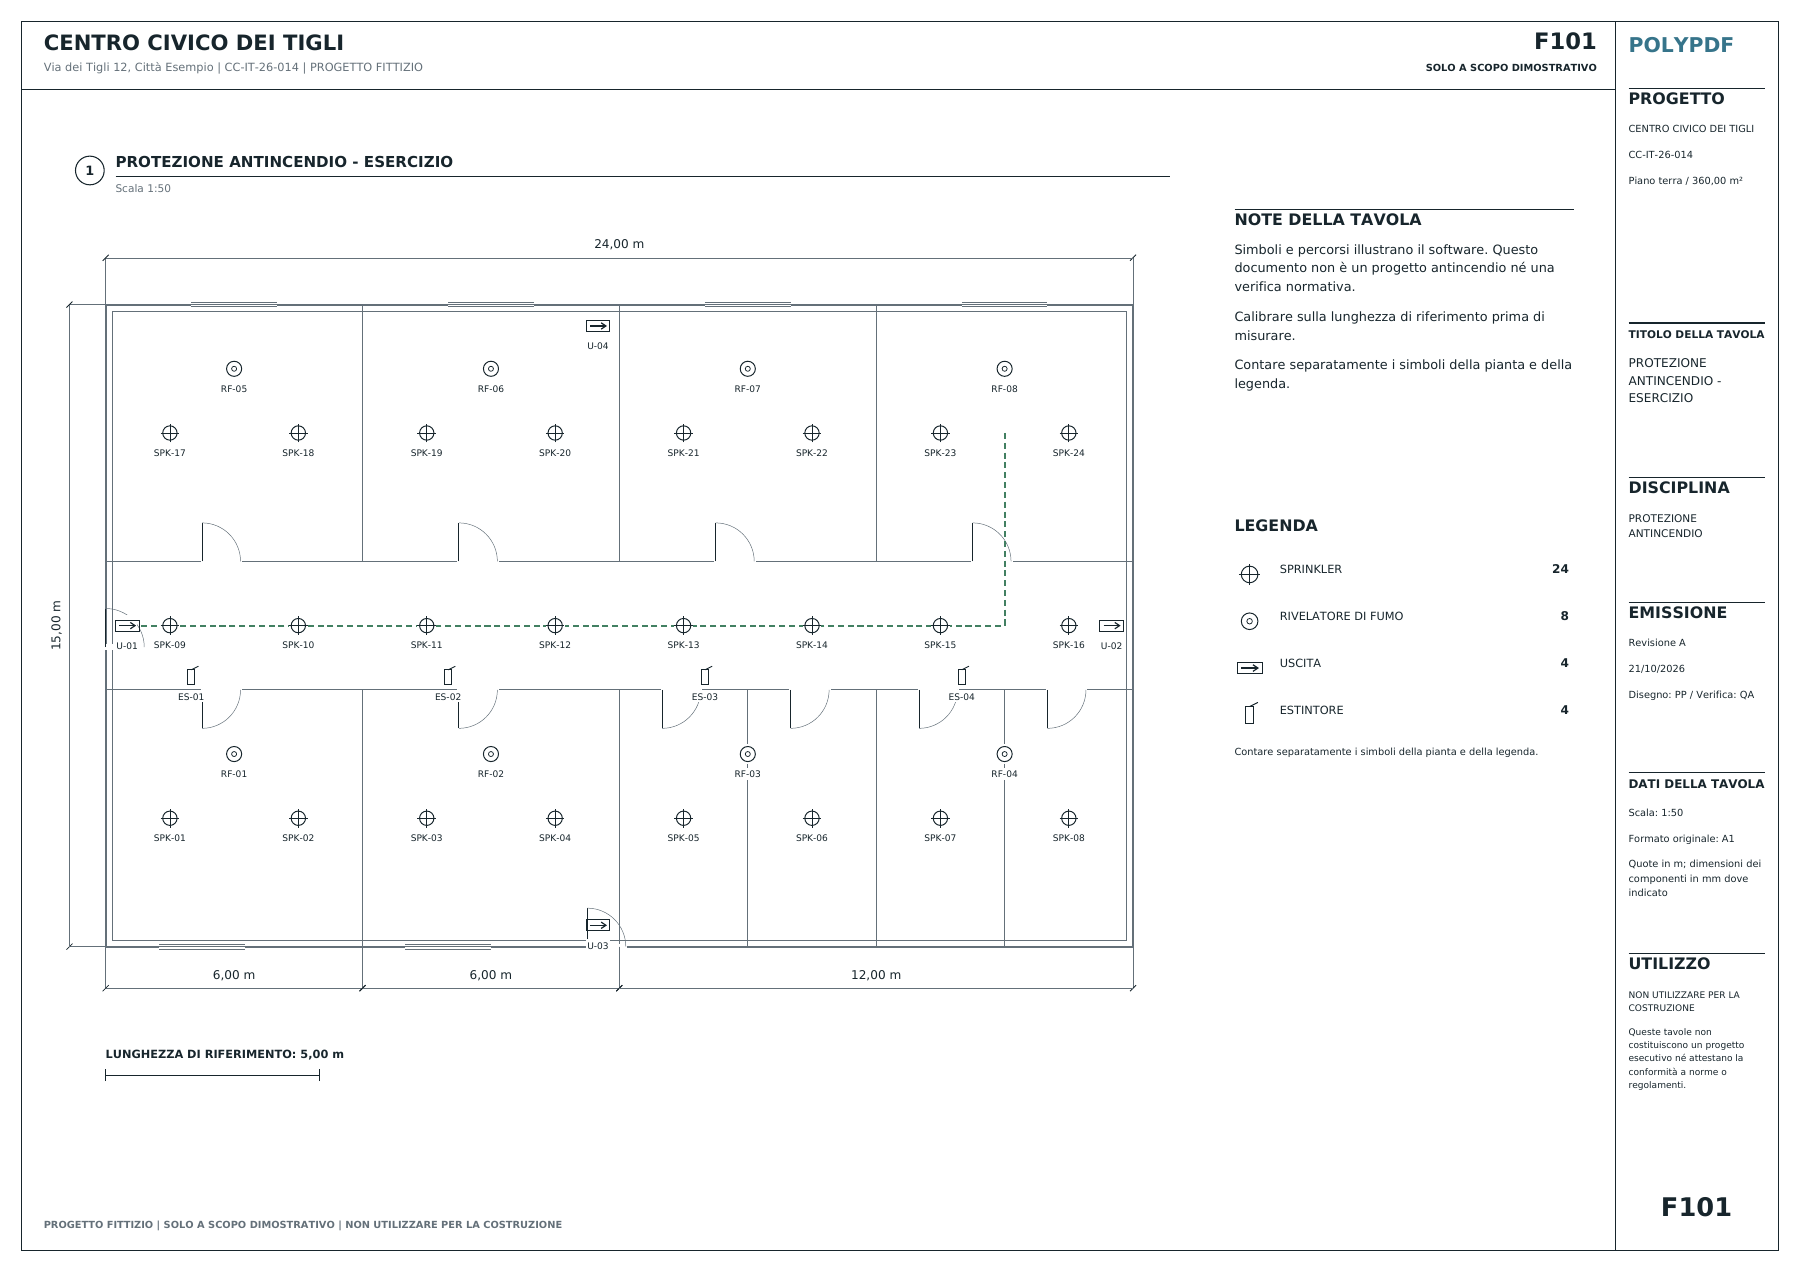 CENTRO CIVICO DEI TIGLI
Via dei Tigli 12, Città Esempio | CC-IT-26-014 | PROGETTO FITTIZIO
F101
SOLO A SCOPO DIMOSTRATIVO
1
PROTEZIONE ANTINCENDIO - ESERCIZIO
Scala 1:50
24,00 m
15,00 m
U-04
RF-05
RF-06
RF-07
RF-08
SPK-17
SPK-18
SPK-19
SPK-20
SPK-21
SPK-22
SPK-23
SPK-24
U-01
SPK-09
SPK-10
SPK-11
SPK-12
SPK-13
SPK-14
SPK-15
SPK-16
U-02
ES-01
ES-02
ES-03
ES-04
RF-01
RF-02
RF-03
RF-04
SPK-01
SPK-02
SPK-03
SPK-04
SPK-05
SPK-06
SPK-07
SPK-08
U-03
6,00 m
6,00 m
12,00 m
LUNGHEZZA DI RIFERIMENTO: 5,00 m
NOTE DELLA TAVOLA
Simboli e percorsi illustrano il software. Questo
documento non è un progetto antincendio né una
verifica normativa.
Calibrare sulla lunghezza di riferimento prima di
misurare.
Contare separatamente i simboli della pianta e della
legenda.
LEGENDA
SPRINKLER 24
RIVELATORE DI FUMO 8
USCITA 4
ESTINTORE 4
Contare separatamente i simboli della pianta e della legenda.
POLYPDF
PROGETTO
CENTRO CIVICO DEI TIGLI
CC-IT-26-014
Piano terra / 360,00 m²
TITOLO DELLA TAVOLA
PROTEZIONE
ANTINCENDIO -
ESERCIZIO
DISCIPLINA
PROTEZIONE
ANTINCENDIO
EMISSIONE
Revisione A
21/10/2026
Disegno: PP / Verifica: QA
DATI DELLA TAVOLA
Scala: 1:50
Formato originale: A1
Quote in m; dimensioni dei
componenti in mm dove
indicato
UTILIZZO
NON UTILIZZARE PER LA
COSTRUZIONE
Queste tavole non
costituiscono un progetto
esecutivo né attestano la
conformità a norme o
regolamenti.
F101
PROGETTO FITTIZIO | SOLO A SCOPO DIMOSTRATIVO | NON UTILIZZARE PER LA COSTRUZIONE